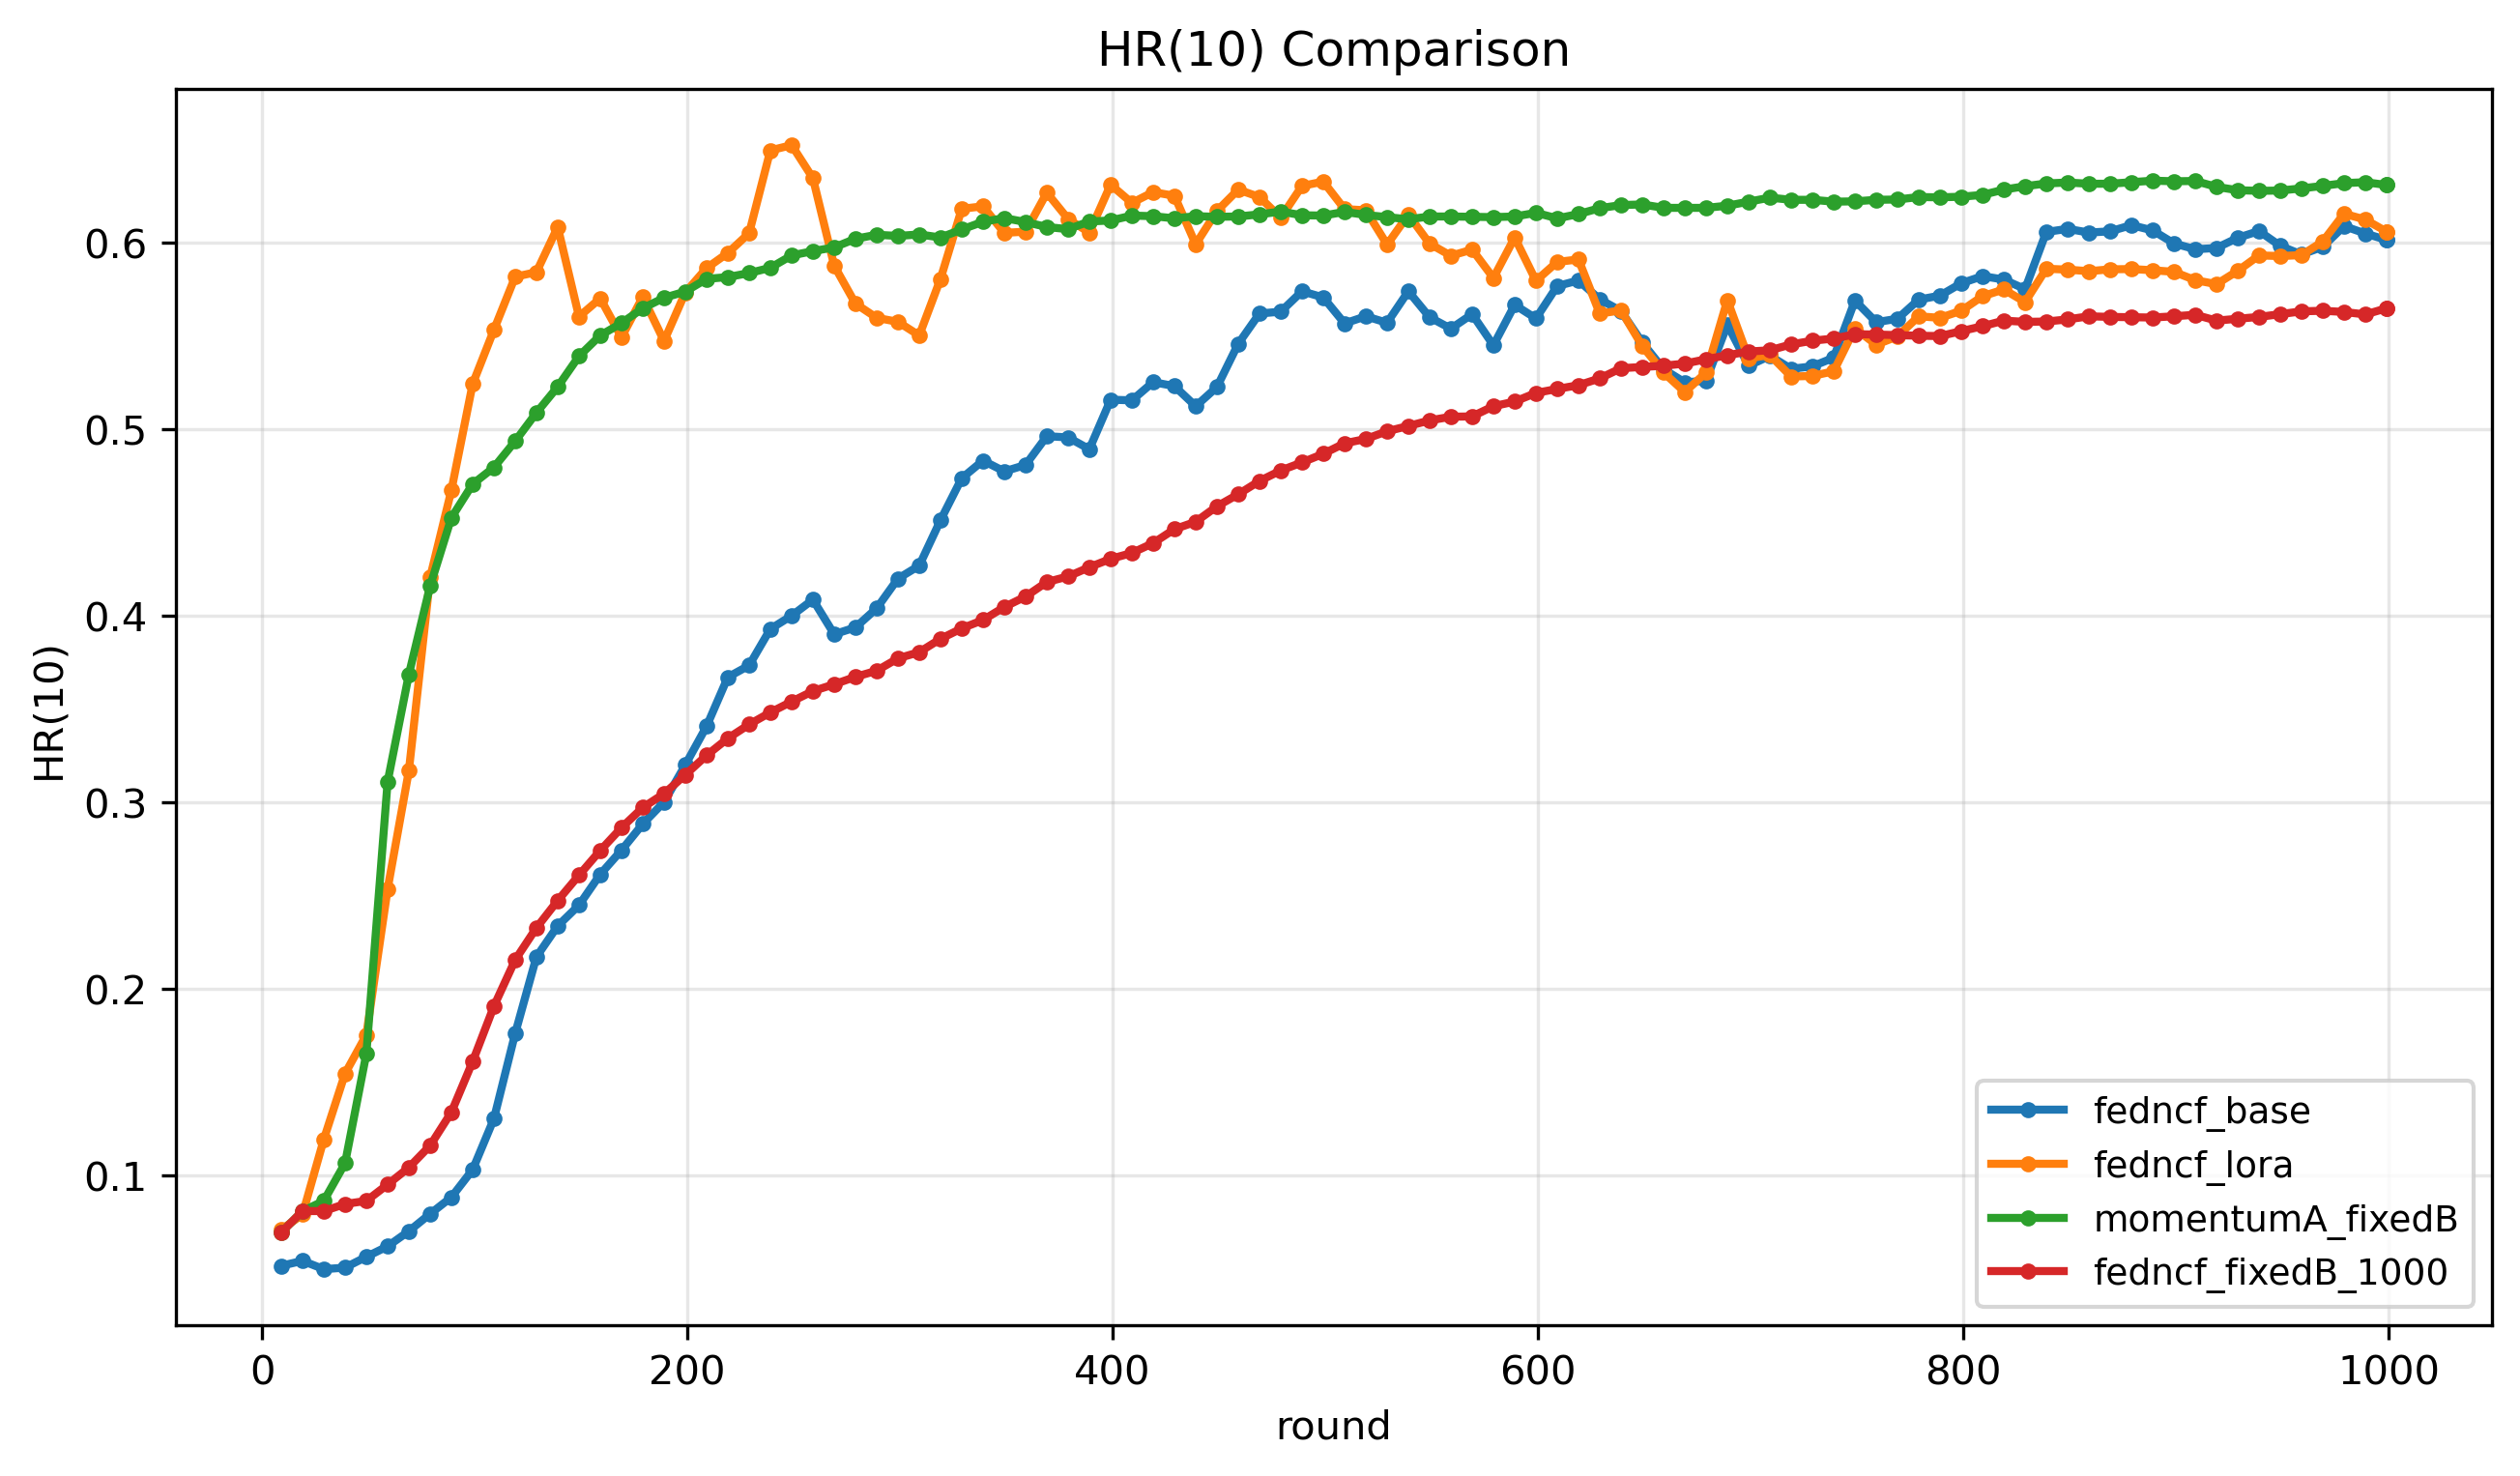 HR(10) Comparison
HR(10)
0.6
0.5
0.4
0.3
0.2
0.1
0 200 400 600 800 1000
round
fedncf_base
fedncf_lora
momentumA_fixedB
fedncf_fixedB_1000